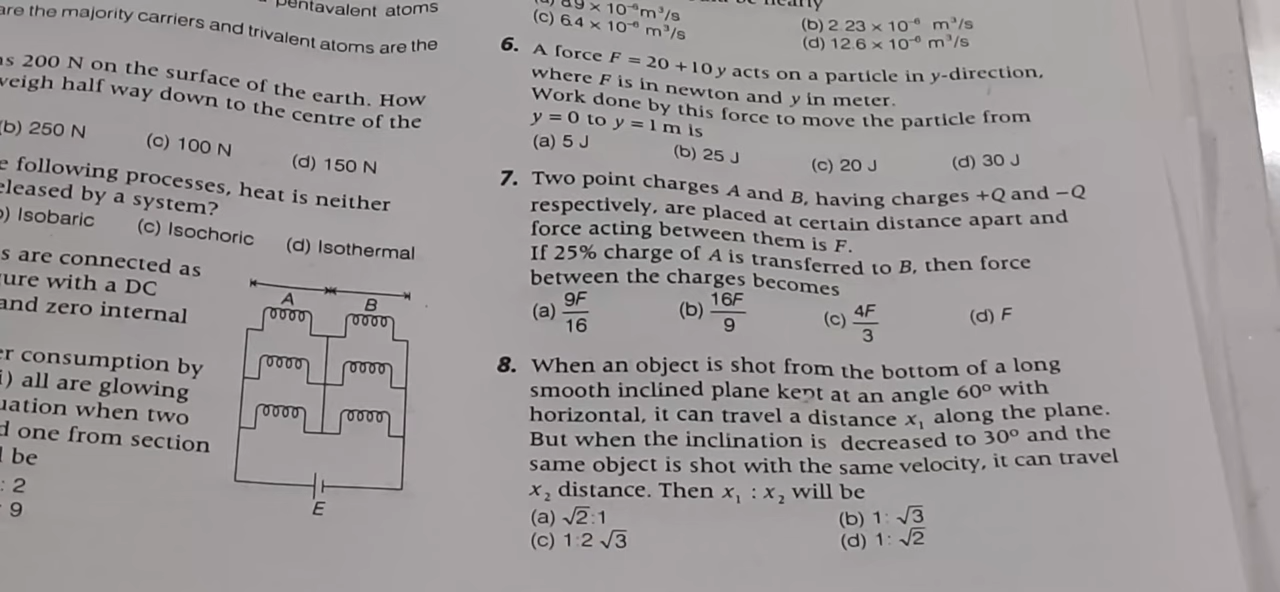 pentavalent atoms
are the majority carriers and trivalent atoms are the
200 N on the surface of the earth. How
weigh half way down to the centre of the
(b) 250 N (c) 100 N (d) 150 N
following processes, heat is neither
released by a system?
Isobaric (c) Isochoric (d) Isothermal
s are connected as
ure with a DC
and zero internal
er consumption by
i) all are glowing
uation when two
d one from section
be
: 2
9
A
B
E
× 10⁻⁶m³/s
(c) 6.4 × 10⁻⁶ m³/s
nearly
(b) 2.23 × 10⁻⁶ m³/s
(d) 12.6 × 10⁻⁶ m³/s
6. A force F = 20 + 10 y acts on a particle in y-direction,
where F is in newton and y in meter.
Work done by this force to move the particle from
y = 0 to y = 1 m is
(a) 5 J (b) 25 J (c) 20 J (d) 30 J
7. Two point charges A and B, having charges +Q and −Q
respectively, are placed at certain distance apart and
force acting between them is F.
If 25% charge of A is transferred to B, then force
between the charges becomes
(a) 9F/16 (b) 16F/9 (c) 4F/3 (d) F
8. When an object is shot from the bottom of a long
smooth inclined plane kept at an angle 60° with
horizontal, it can travel a distance x₁ along the plane.
But when the inclination is decreased to 30° and the
same object is shot with the same velocity, it can travel
x₂ distance. Then x₁ : x₂ will be
(a) √2:1 (b) 1: √3
(c) 1:2 √3 (d) 1: √2